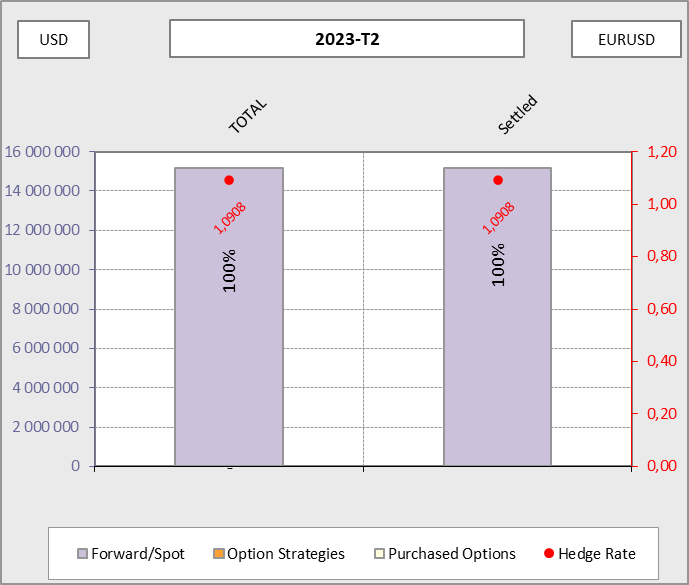 USD
2023-T2
EURUSD
TOTAL
Settled
16 000 000
14 000 000
12 000 000
10 000 000
8 000 000
6 000 000
4 000 000
2 000 000
0
1,0908
100%
1,0908
100%
1,20
1,00
0,80
0,60
0,40
0,20
0,00
-
Forward/Spot
Option Strategies
Purchased Options
Hedge Rate